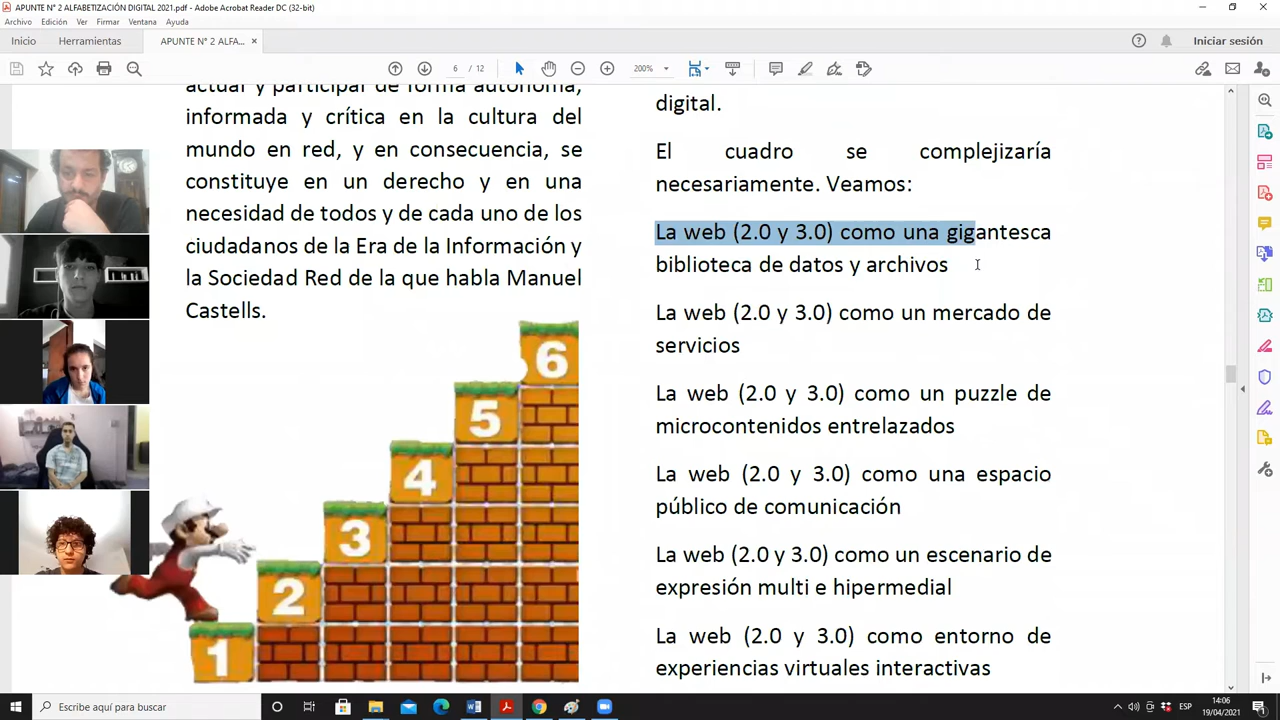 APUNTE N° 2 ALFABETIZACIÓN DIGITAL 2021.pdf - Adobe Acrobat Reader DC (32-bit)
Archivo Edición Ver Firmar Ventana Ayuda
Inicio Herramientas APUNTE N° 2 ALFA... × Iniciar sesión
6 / 12 200%
actuar y participar de forma autónoma,
informada y crítica en la cultura del
mundo en red, y en consecuencia, se
constituye en un derecho y en una
necesidad de todos y de cada uno de los
ciudadanos de la Era de la Información y
la Sociedad Red de la que habla Manuel
Castells.
1
2
3
4
5
6
digital.
El cuadro se complejizaría
necesariamente. Veamos:
La web (2.0 y 3.0) como una gigantesca
biblioteca de datos y archivos
La web (2.0 y 3.0) como un mercado de
servicios
La web (2.0 y 3.0) como un puzzle de
microcontenidos entrelazados
La web (2.0 y 3.0) como una espacio
público de comunicación
La web (2.0 y 3.0) como un escenario de
expresión multi e hipermedial
La web (2.0 y 3.0) como entorno de
experiencias virtuales interactivas
Escribe aquí para buscar
ESP
14:06
19/04/2021